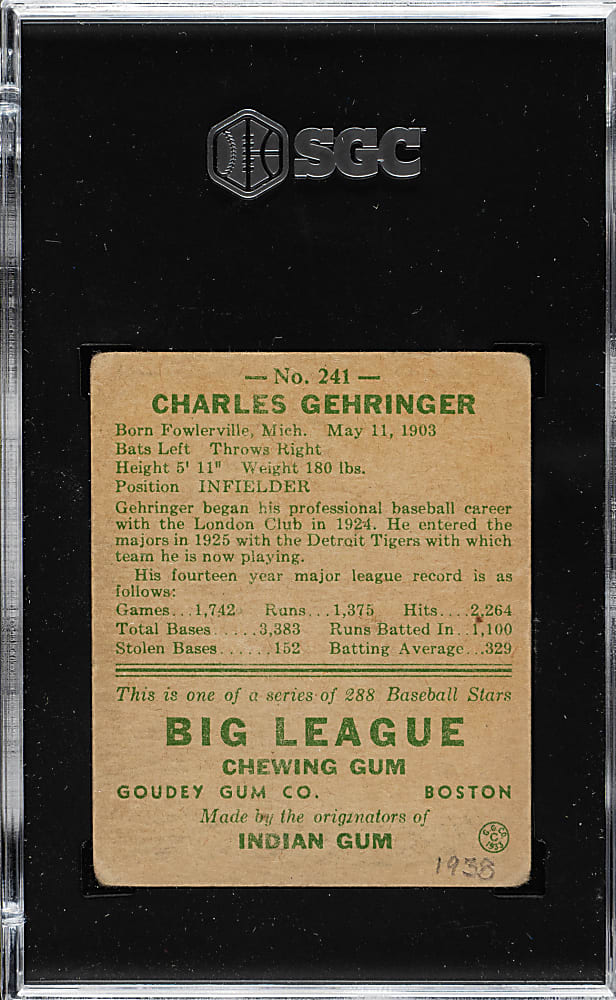 SGC
— No. 241 —
CHARLES GEHRINGER
Born Fowlerville, Mich. May 11, 1903
Bats Left Throws Right
Height 5' 11" Weight 180 lbs.
Position INFIELDER
Gehringer began his professional baseball career
with the London Club in 1924. He entered the
majors in 1925 with the Detroit Tigers with which
team he is now playing.
His fourteen year major league record is as
follows:
Games...1,742 Runs...1,375 Hits....2,264
Total Bases......3,383 Runs Batted In..1,100
Stolen Bases.......152 Batting Average...329
This is one of a series of 288 Baseball Stars
BIG LEAGUE
CHEWING GUM
GOUDEY GUM CO. BOSTON
Made by the originators of
INDIAN GUM
G.G.CO.
C
1933
1938